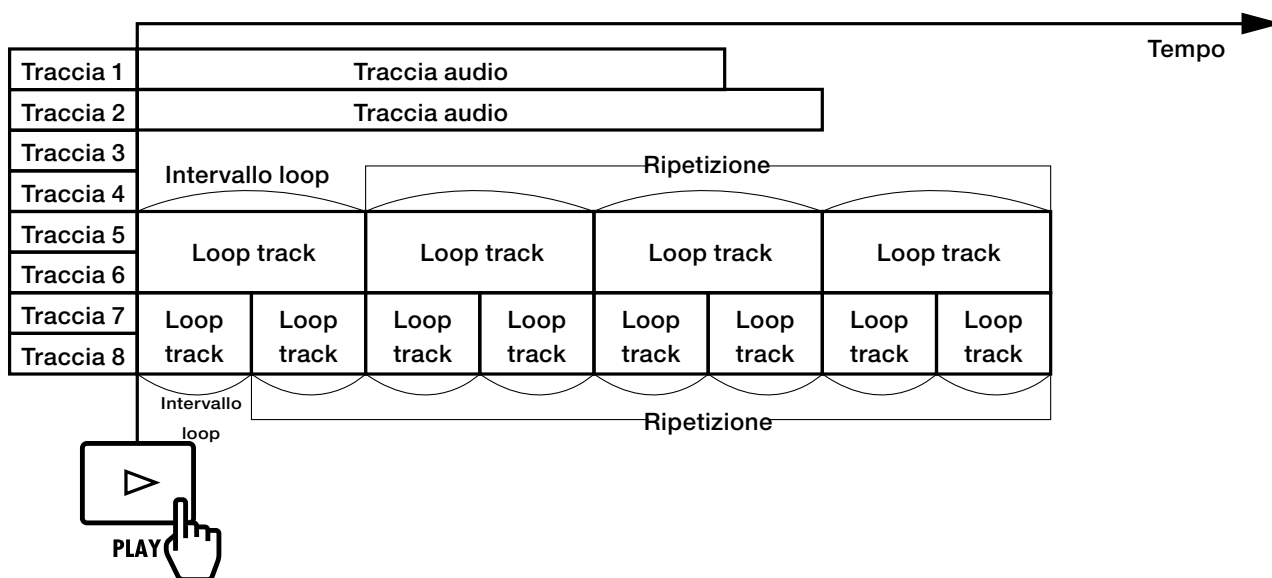 Tempo
Traccia 1
Traccia audio
Traccia 2
Traccia audio
Traccia 3
Traccia 4
Intervallo loop
Ripetizione
Traccia 5
Traccia 6
Loop track
Loop track
Loop track
Loop track
Traccia 7
Traccia 8
Loop
track
Loop
track
Loop
track
Loop
track
Loop
track
Loop
track
Loop
track
Loop
track
Intervallo
loop
Ripetizione
PLAY